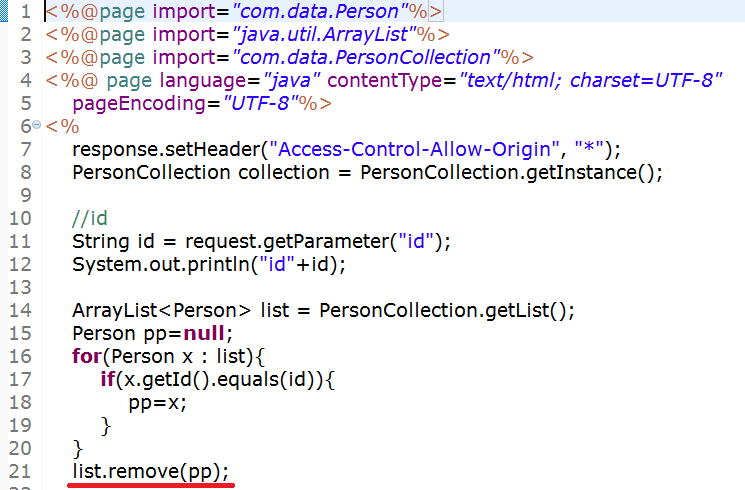 1 <%@page import="com.data.Person"%>
2 <%@page import="java.util.ArrayList"%>
3 <%@page import="com.data.PersonCollection"%>
4 <%@ page language="java" contentType="text/html; charset=UTF-8"
5 pageEncoding="UTF-8"%>
6 <%
7 response.setHeader("Access-Control-Allow-Origin", "*");
8 PersonCollection collection = PersonCollection.getInstance();
9
10 //id
11 String id = request.getParameter("id");
12 System.out.println("id"+id);
13
14 ArrayList<Person> list = PersonCollection.getList();
15 Person pp=null;
16 for(Person x : list){
17 if(x.getId().equals(id)){
18 pp=x;
19 }
20 }
21 list.remove(pp);